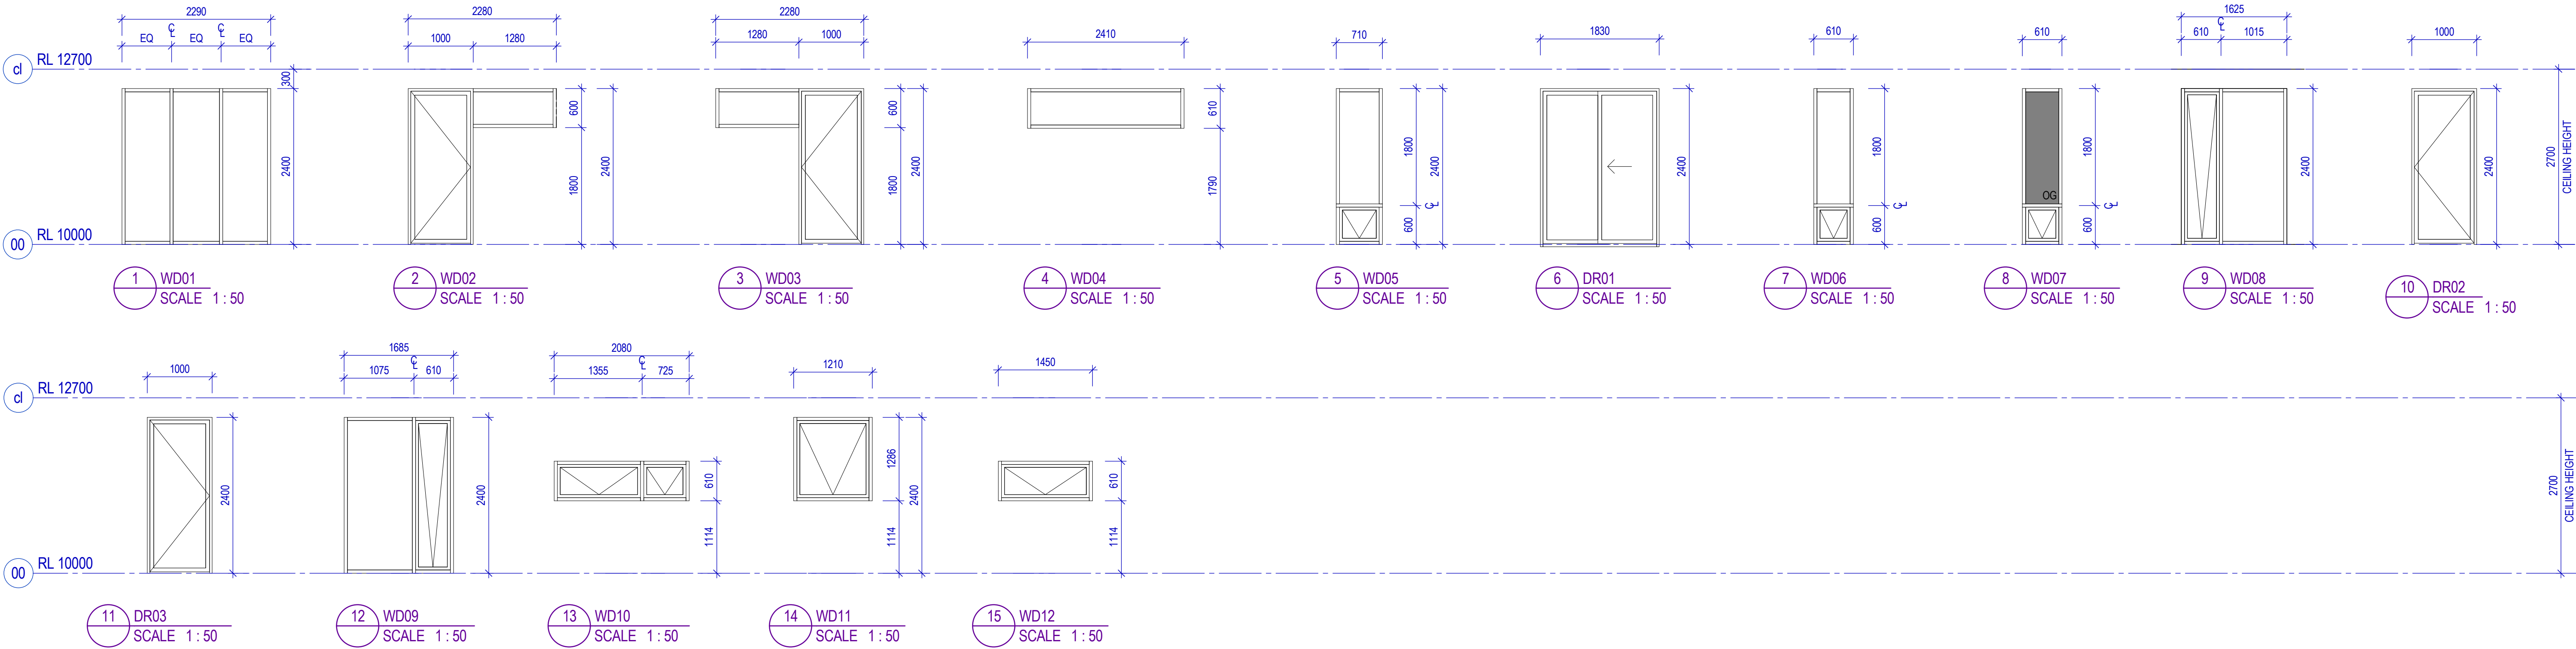 2290 2280 2280 1625
℄ ℄ ℄
EQ EQ EQ 1000 1280 1280 1000 2410 710 1830 610 610 610 1015 1000
cl RL 12700
300
600 600 610
2400 1800 2400 1800 2400 1790 1800 2400 2400 1800 1800 2400 2400 2700 CEILING HEIGHT
OG
℄ ℄ ℄
600 600 600
00 RL 10000
1 WD01
SCALE 1 : 50
2 WD02
SCALE 1 : 50
3 WD03
SCALE 1 : 50
4 WD04
SCALE 1 : 50
5 WD05
SCALE 1 : 50
6 DR01
SCALE 1 : 50
7 WD06
SCALE 1 : 50
8 WD07
SCALE 1 : 50
9 WD08
SCALE 1 : 50
10 DR02
SCALE 1 : 50
1685 2080
℄ ℄
1000 1075 610 1355 725 1210 1450
cl RL 12700
2400 2400 610 1286 2400 610 2700 CEILING HEIGHT
1114 1114 1114
00 RL 10000
11 DR03
SCALE 1 : 50
12 WD09
SCALE 1 : 50
13 WD10
SCALE 1 : 50
14 WD11
SCALE 1 : 50
15 WD12
SCALE 1 : 50